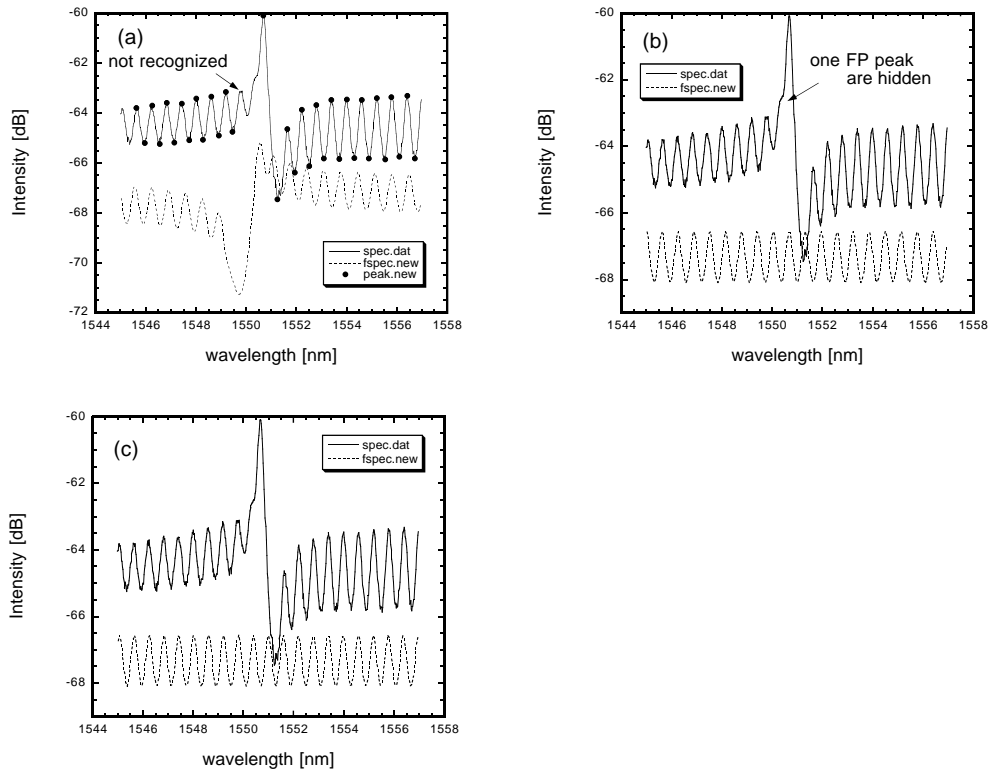 (a)
not recognized
spec.dat
fspec.new
peak.new
-60
-62
-64
-66
-68
-70
-72
Intensity [dB]
1544 1546 1548 1550 1552 1554 1556 1558
wavelength [nm]
(b)
one FP peak
are hidden
spec.dat
fspec.new
-60
-62
-64
-66
-68
Intensity [dB]
1544 1546 1548 1550 1552 1554 1556 1558
wavelength [nm]
(c)
spec.dat
fspec.new
-60
-62
-64
-66
-68
Intensity [dB]
1544 1546 1548 1550 1552 1554 1556 1558
wavelength [nm]